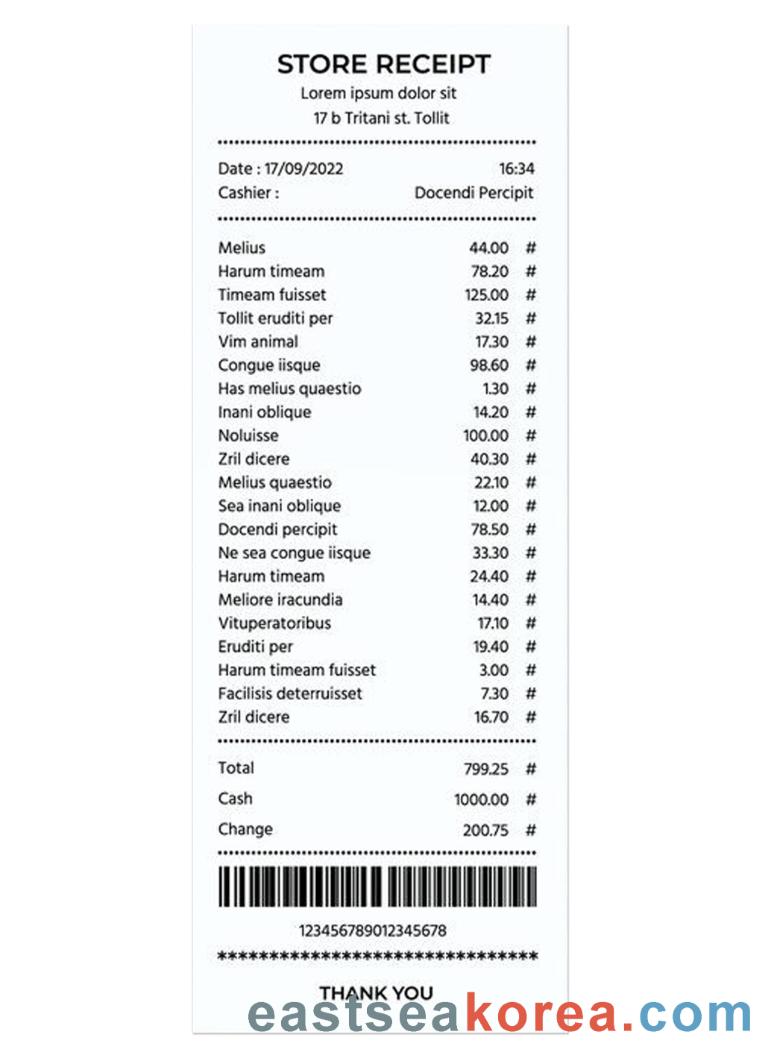 STORE RECEIPT
Lorem ipsum dolor sit
17 b Tritani st. Tollit
Date : 17/09/2022 16:34
Cashier : Docendi Percipit
Melius 44.00 #
Harum timeam 78.20 #
Timeam fuisset 125.00 #
Tollit eruditi per 32.15 #
Vim animal 17.30 #
Congue iisque 98.60 #
Has melius quaestio 1.30 #
Inani oblique 14.20 #
Noluisse 100.00 #
Zril dicere 40.30 #
Melius quaestio 22.10 #
Sea inani oblique 12.00 #
Docendi percipit 78.50 #
Ne sea congue iisque 33.30 #
Harum timeam 24.40 #
Meliore iracundia 14.40 #
Vituperatoribus 17.10 #
Eruditi per 19.40 #
Harum timeam fuisset 3.00 #
Facilisis deterruisset 7.30 #
Zril dicere 16.70 #
Total 799.25 #
Cash 1000.00 #
Change 200.75 #
123456789012345678
*******************************
THANK YOU
eastseakorea.com